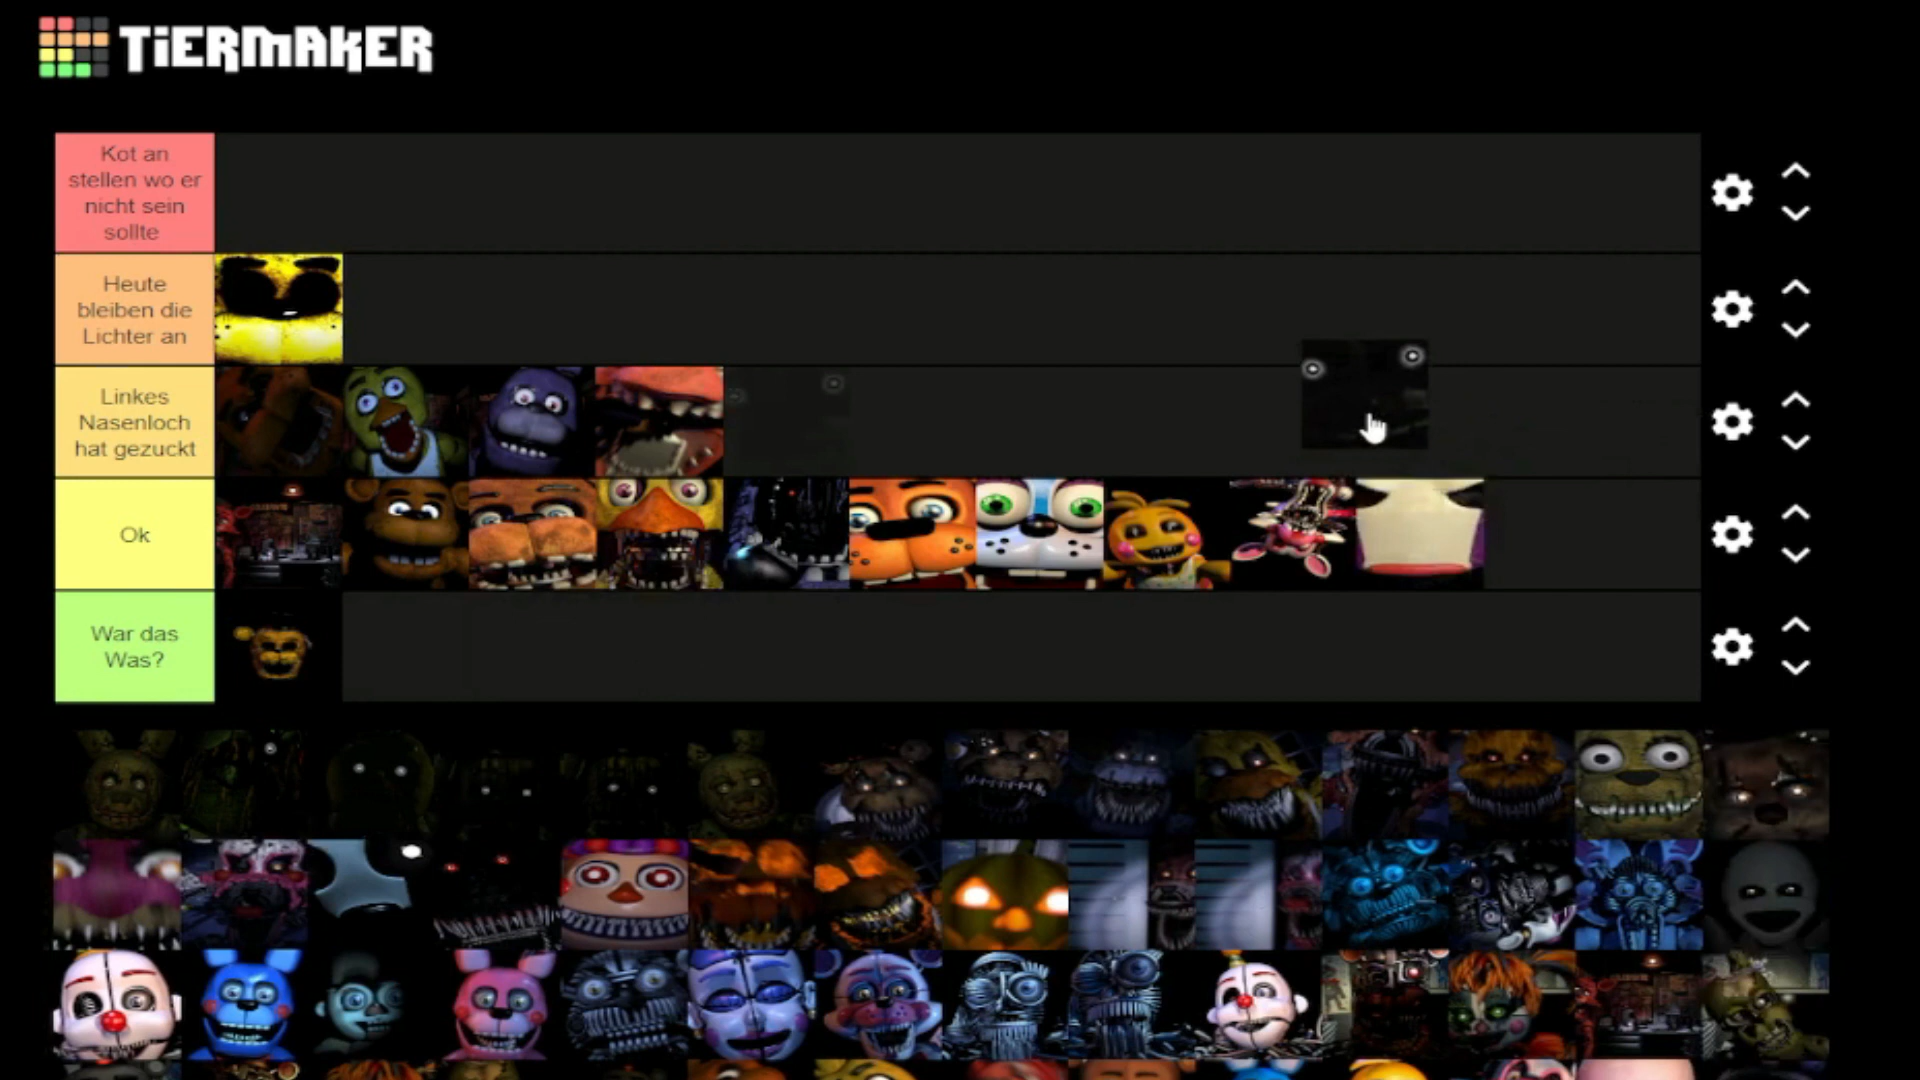 TiERMAKER
Kot an
stellen wo er
nicht sein
sollte
Heute
bleiben die
Lichter an
Linkes
Nasenloch
hat gezuckt
Ok
War das
Was?